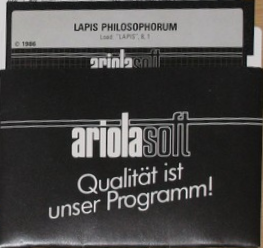 LAPIS PHILOSOPHORUM
Load "LAPIS", 8, 1
© 1986
ariolasoft
ariolasoft
Qualität ist
unser Programm!